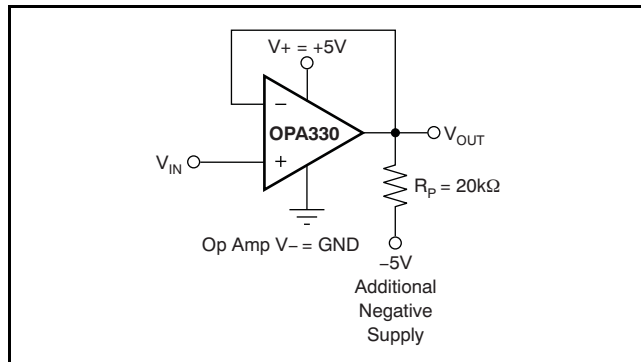 V+ = +5V
−
OPA330
+
V_IN
V_OUT
R_P = 20kΩ
Op Amp V− = GND
−5V
Additional
Negative
Supply